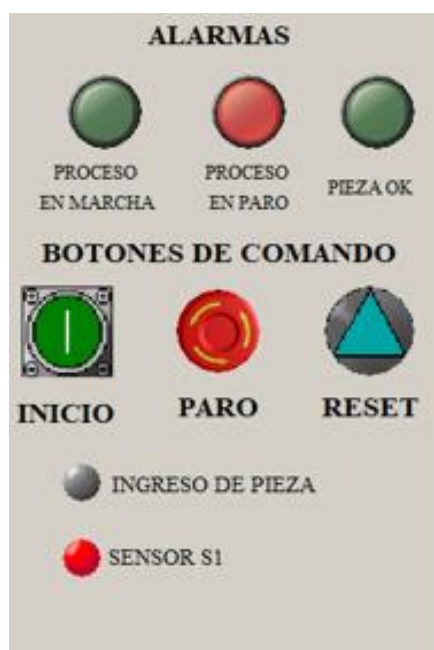 ALARMAS
PROCESO
EN MARCHA
PROCESO
EN PARO
PIEZA OK
BOTONES DE COMANDO
INICIO
PARO
RESET
INGRESO DE PIEZA
SENSOR S1